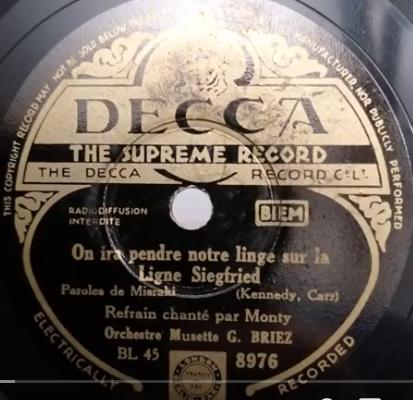 THIS COPYRIGHT RECORD MAY NOT BE SOLD BELOW THE
MANUFACTURER, NOR PUBLICLY PERFORMED
DECCA
THE SUPREME RECORD
THE DECCA RECORD Cº Lᵀᴰ
RADIODIFFUSION
INTERDITE
BIEM
On ira pendre notre linge sur la
Ligne Siegfried
Paroles de Misraki (Kennedy, Carr)
Refrain chanté par Monty
Orchestre Musette G. BRIEZ
BL 45 8976
ELECTRICALLY RECORDED
LONDON